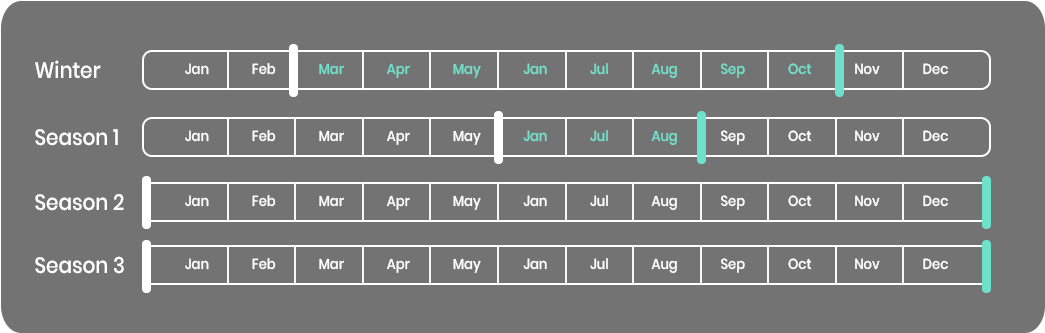 Winter Jan Feb Mar Apr May Jan Jul Aug Sep Oct Nov Dec
Season 1 Jan Feb Mar Apr May Jan Jul Aug Sep Oct Nov Dec
Season 2 Jan Feb Mar Apr May Jan Jul Aug Sep Oct Nov Dec
Season 3 Jan Feb Mar Apr May Jan Jul Aug Sep Oct Nov Dec